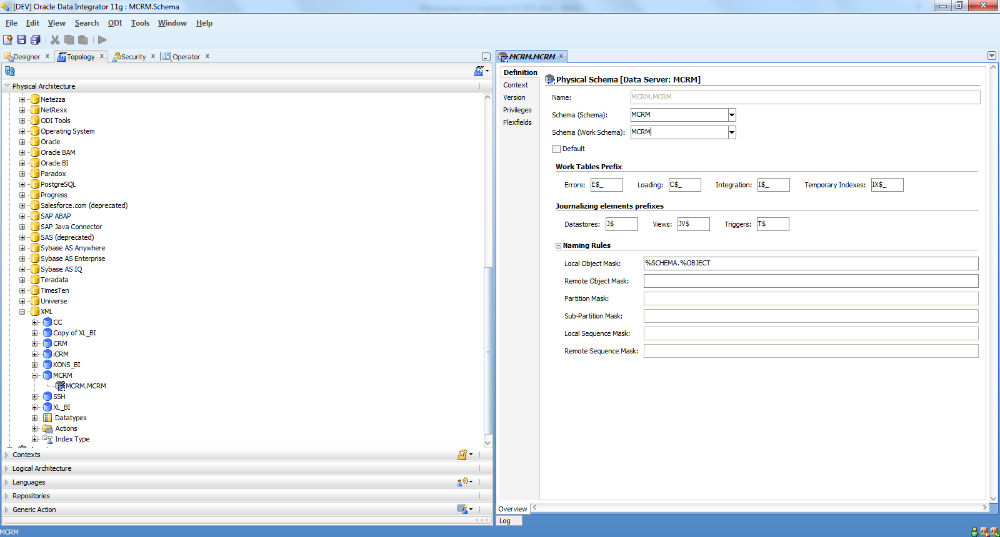 [DEV] Oracle Data Integrator 11g : MCRM.Schema
File Edit View Search ODI Tools Window Help
Designer Topology Security Operator
Physical Architecture
Netezza
NetRexx
ODI Tools
Operating System
Oracle
Oracle BAM
Oracle BI
Paradox
PostgreSQL
Progress
Salesforce.com (deprecated)
SAP ABAP
SAP Java Connector
SAS (deprecated)
Sybase AS Anywhere
Sybase AS Enterprise
Sybase AS IQ
Teradata
TimesTen
Universe
XML
CC
Copy of XL_BI
CRM
iCRM
KONS_BI
MCRM
MCRM.MCRM
SSH
XL_BI
Datatypes
Actions
Index Type
Contexts
Logical Architecture
Languages
Repositories
Generic Action
MCRM
MCRM.MCRM
Definition
Context
Version
Privileges
Flexfields
Physical Schema [Data Server: MCRM]
Name: MCRM.MCRM
Schema (Schema): MCRM
Schema (Work Schema): MCRM
Default
Work Tables Prefix
Errors: E$_ Loading: C$_ Integration: I$_ Temporary Indexes: IX$_
Journalizing elements prefixes
Datastores: J$ Views: JV$ Triggers: T$
Naming Rules
Local Object Mask: %SCHEMA.%OBJECT
Remote Object Mask:
Partition Mask:
Sub-Partition Mask:
Local Sequence Mask:
Remote Sequence Mask:
Overview
Log